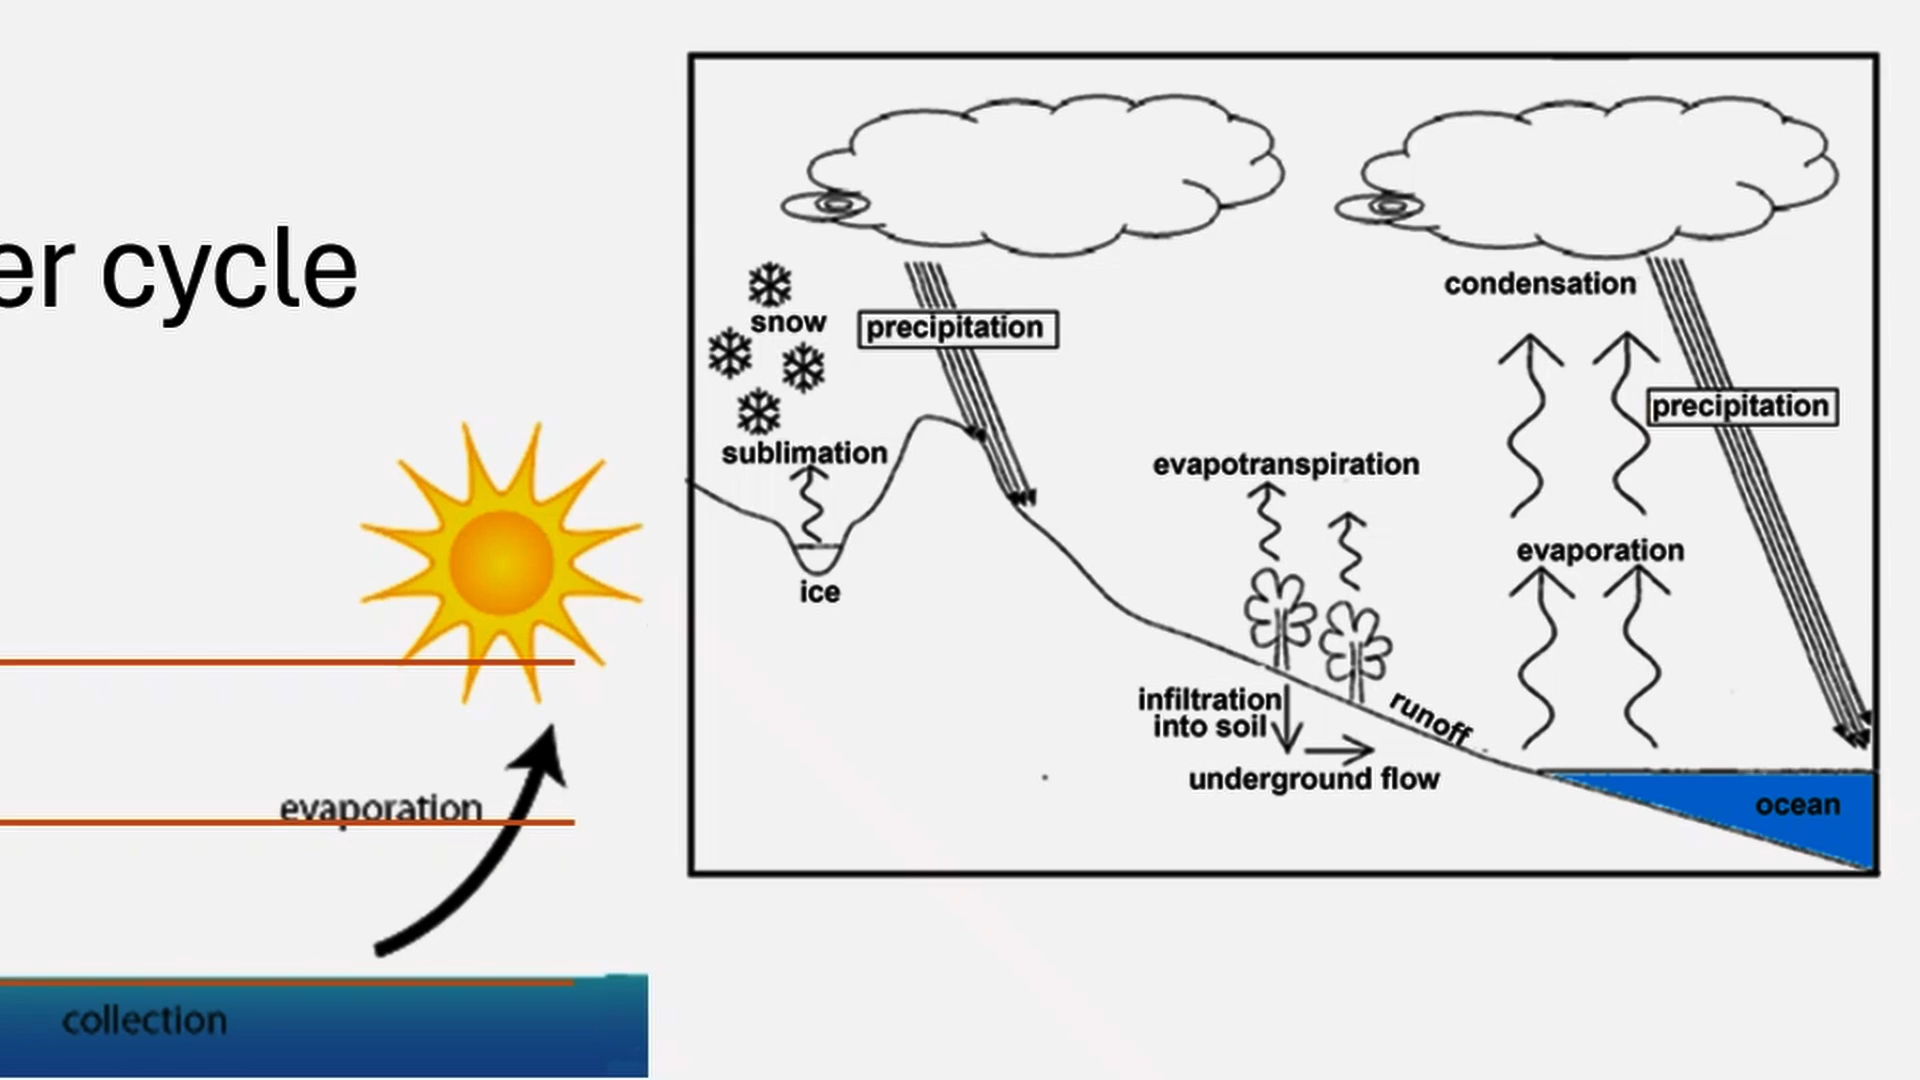 er cycle
evaporation
collection
condensation
snow
precipitation
precipitation
sublimation
evapotranspiration
evaporation
ice
infiltration
into soil
runoff
underground flow
ocean